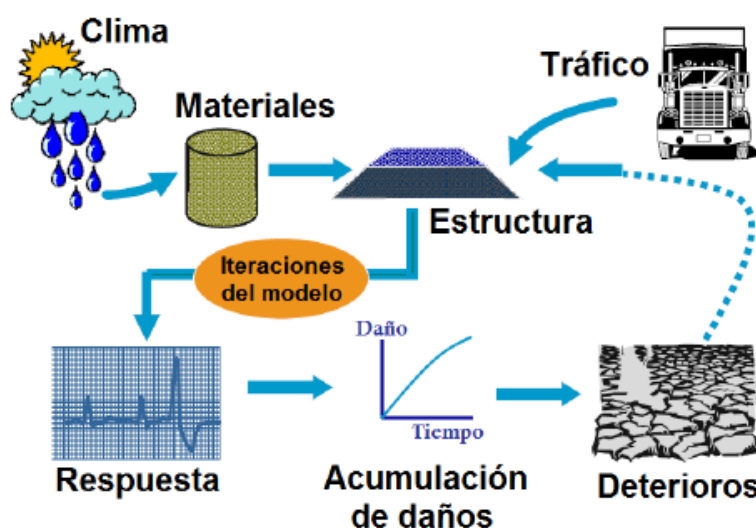 Clima
Tráfico
Materiales
Estructura
Iteraciones
del modelo
Daño
Tiempo
Respuesta
Acumulación
de daños
Deterioros